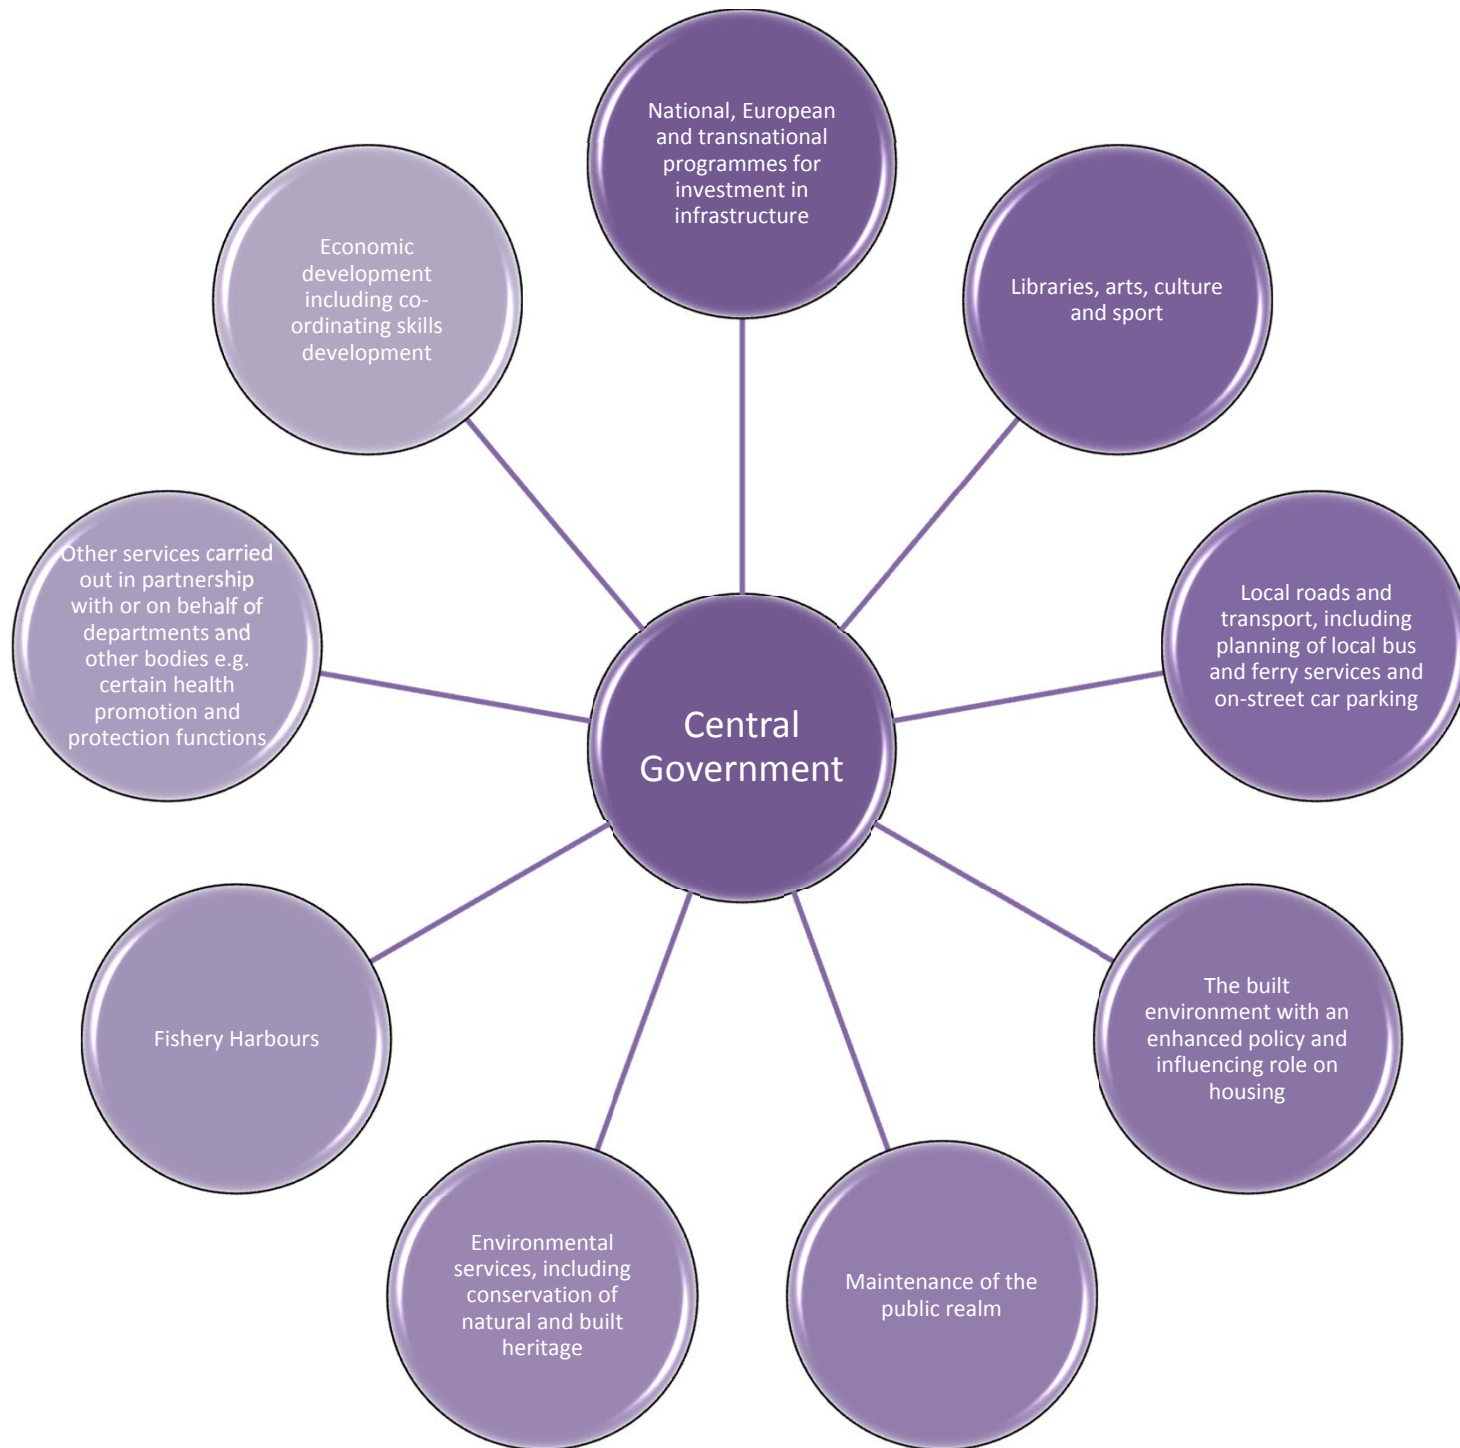 National, European
and transnational
programmes for
investment in
infrastructure
Libraries, arts, culture
and sport
Local roads and
transport, including
planning of local bus
and ferry services and
on-street car parking
The built
environment with an
enhanced policy and
influencing role on
housing
Maintenance of the
public realm
Environmental
services, including
conservation of
natural and built
heritage
Fishery Harbours
Other services carried
out in partnership
with or on behalf of
departments and
other bodies e.g.
certain health
promotion and
protection functions
Economic
development
including co-
ordinating skills
development
Central
Government